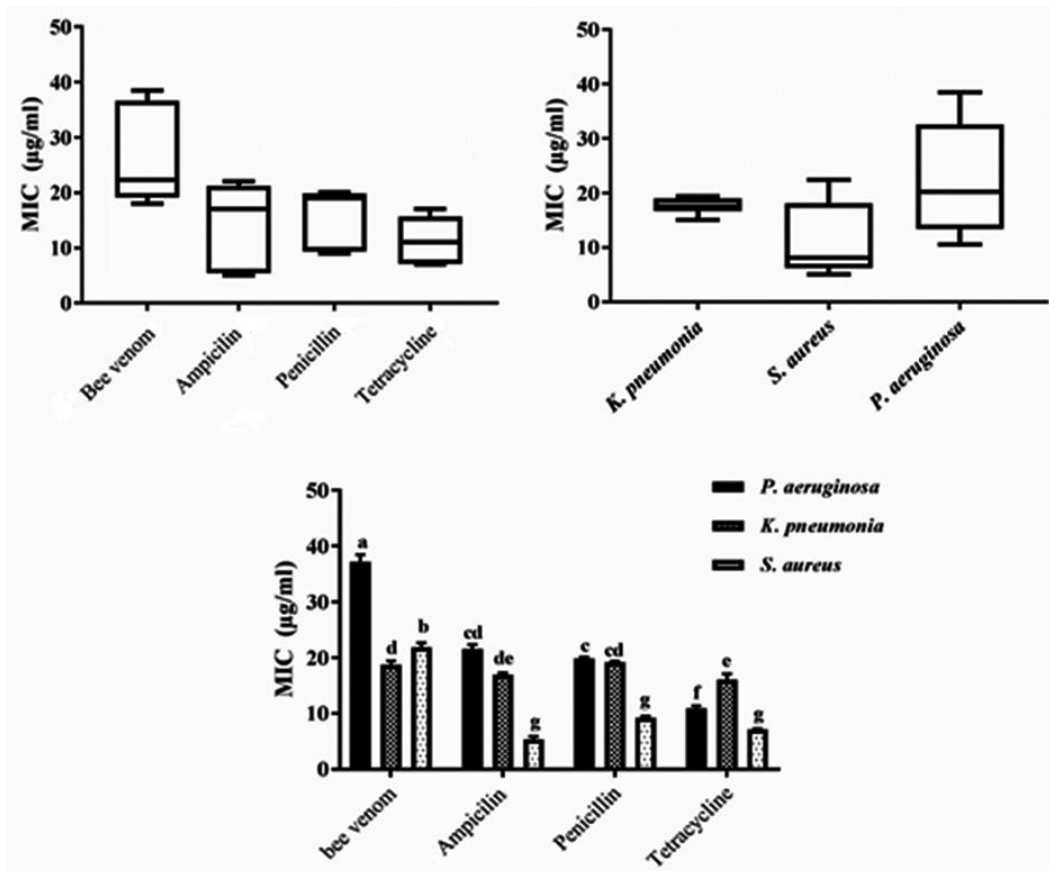 50
40
30
20
10
0
MIC (µg/ml)
Bee venom
Ampicilin
Penicillin
Tetracycline
50
40
30
20
10
0
MIC (µg/ml)
K. pneumonia
S. aureus
P. aeruginosa
P. aeruginosa
K. pneumonia
S. aureus
50
40
30
20
10
0
MIC (µg/ml)
a
d
b
cd
de
g
c
cd
g
f
e
g
bee venom
Ampicilin
Penicillin
Tetracycline